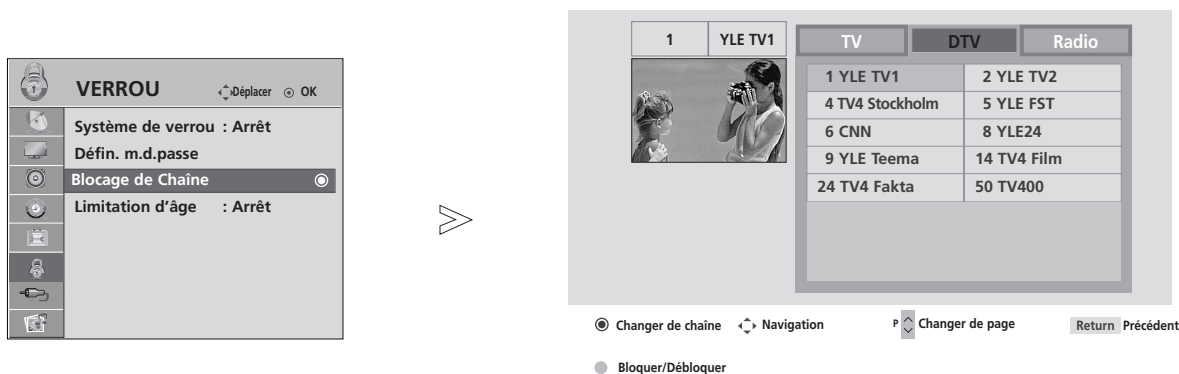 VERROU Déplacer OK
Système de verrou : Arrêt
Défin. m.d.passe
Blocage de Chaîne
Limitation d’âge : Arrêt
1 YLE TV1
TV DTV Radio
1 YLE TV1 2 YLE TV2
4 TV4 Stockholm 5 YLE FST
6 CNN 8 YLE24
9 YLE Teema 14 TV4 Film
24 TV4 Fakta 50 TV400
Changer de chaîne Navigation P Changer de page Return Précédent
Bloquer/Débloquer